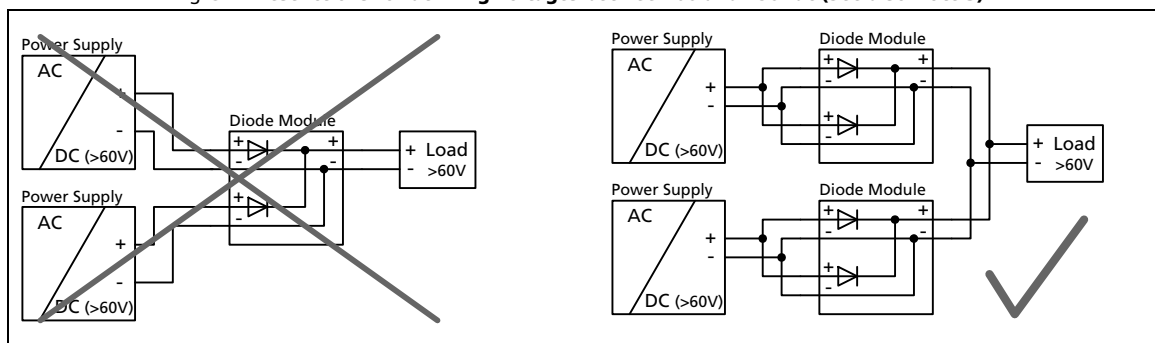 Power Supply
AC
+
-
DC (>60V)
Diode Module
+ +
- -
+
-
+ Load
- >60V
Power Supply
AC
+
-
DC (>60V)
Power Supply
AC
+
-
DC (>60V)
Diode Module
+ +
- -
+
-
+ Load
- >60V
Power Supply
AC
+
-
DC (>60V)
Diode Module
+ +
- -
+
-